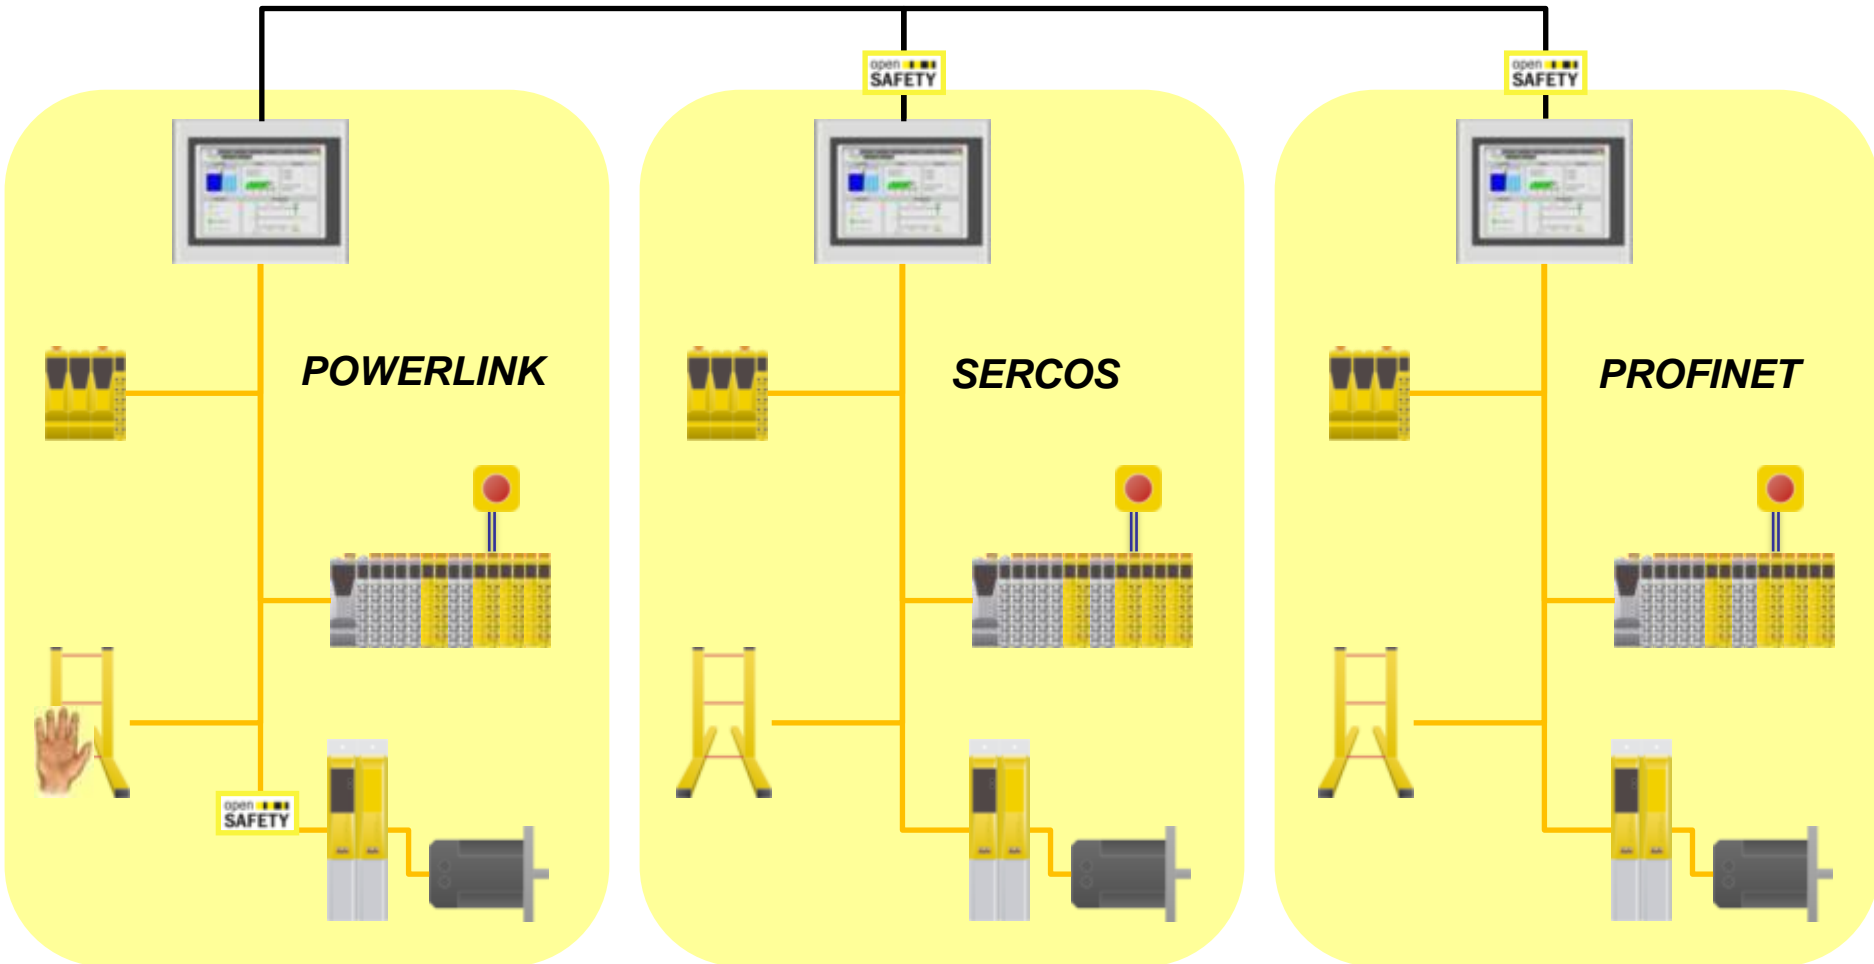 open
SAFETY
open
SAFETY
POWERLINK
SERCOS
PROFINET
open
SAFETY